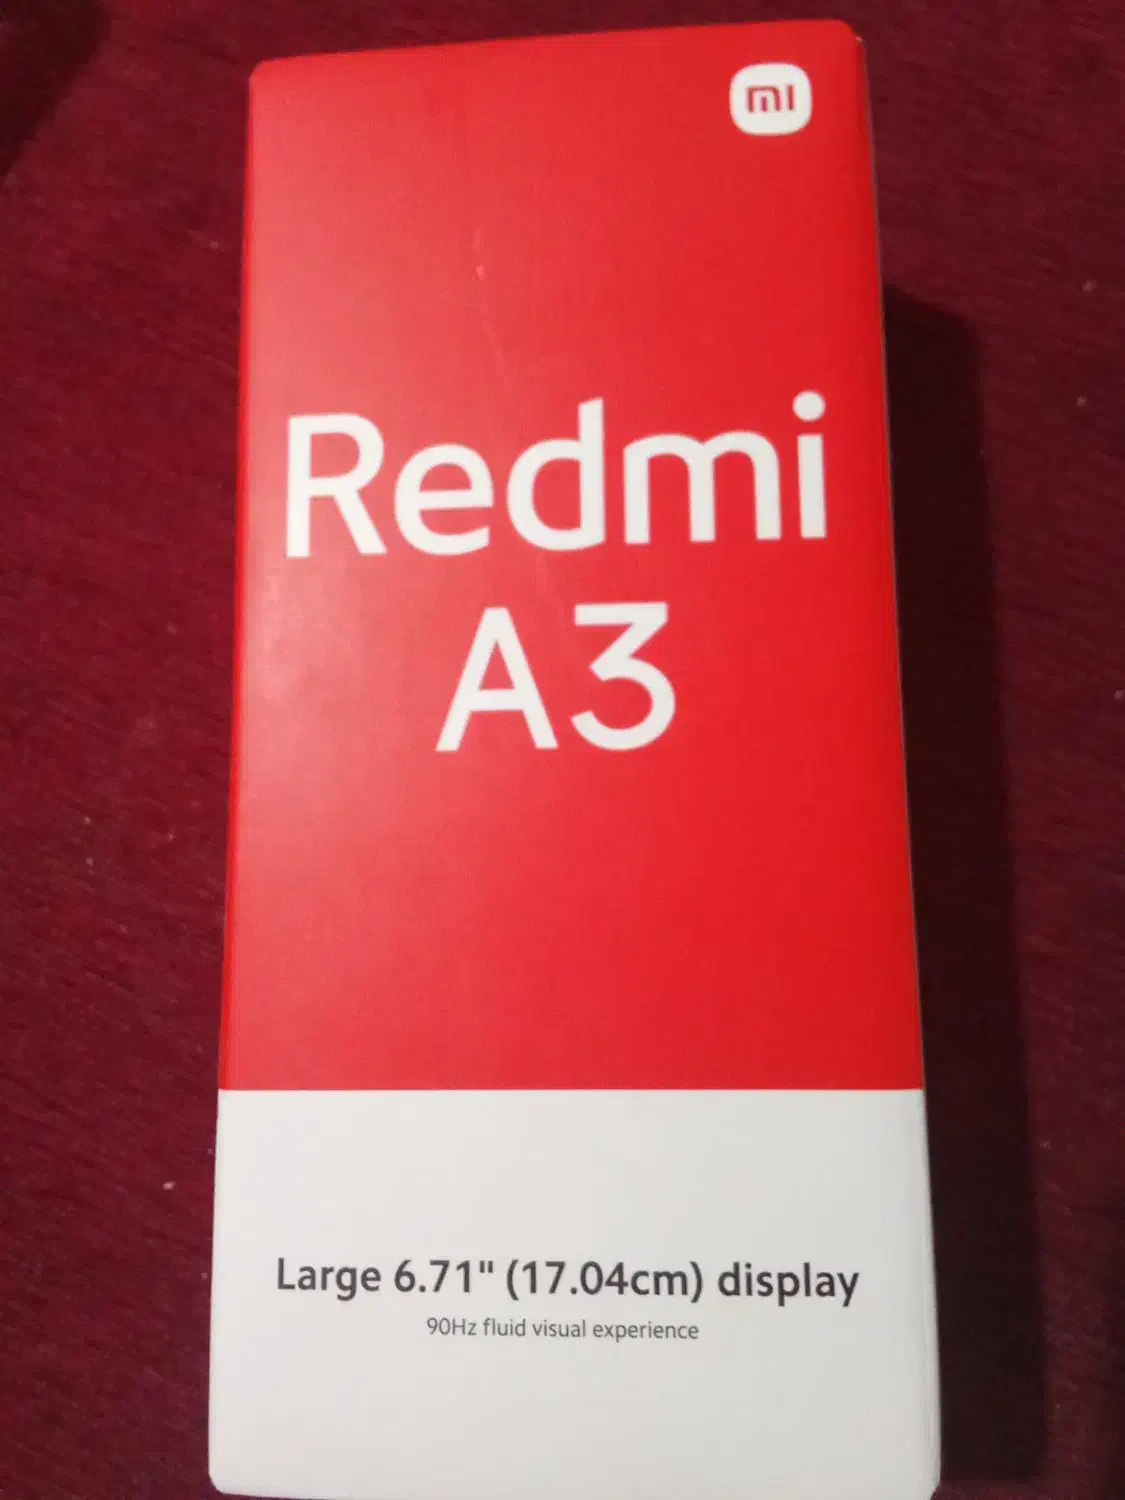 mi
Redmi
A3
Large 6.71" (17.04cm) display
90Hz fluid visual experience